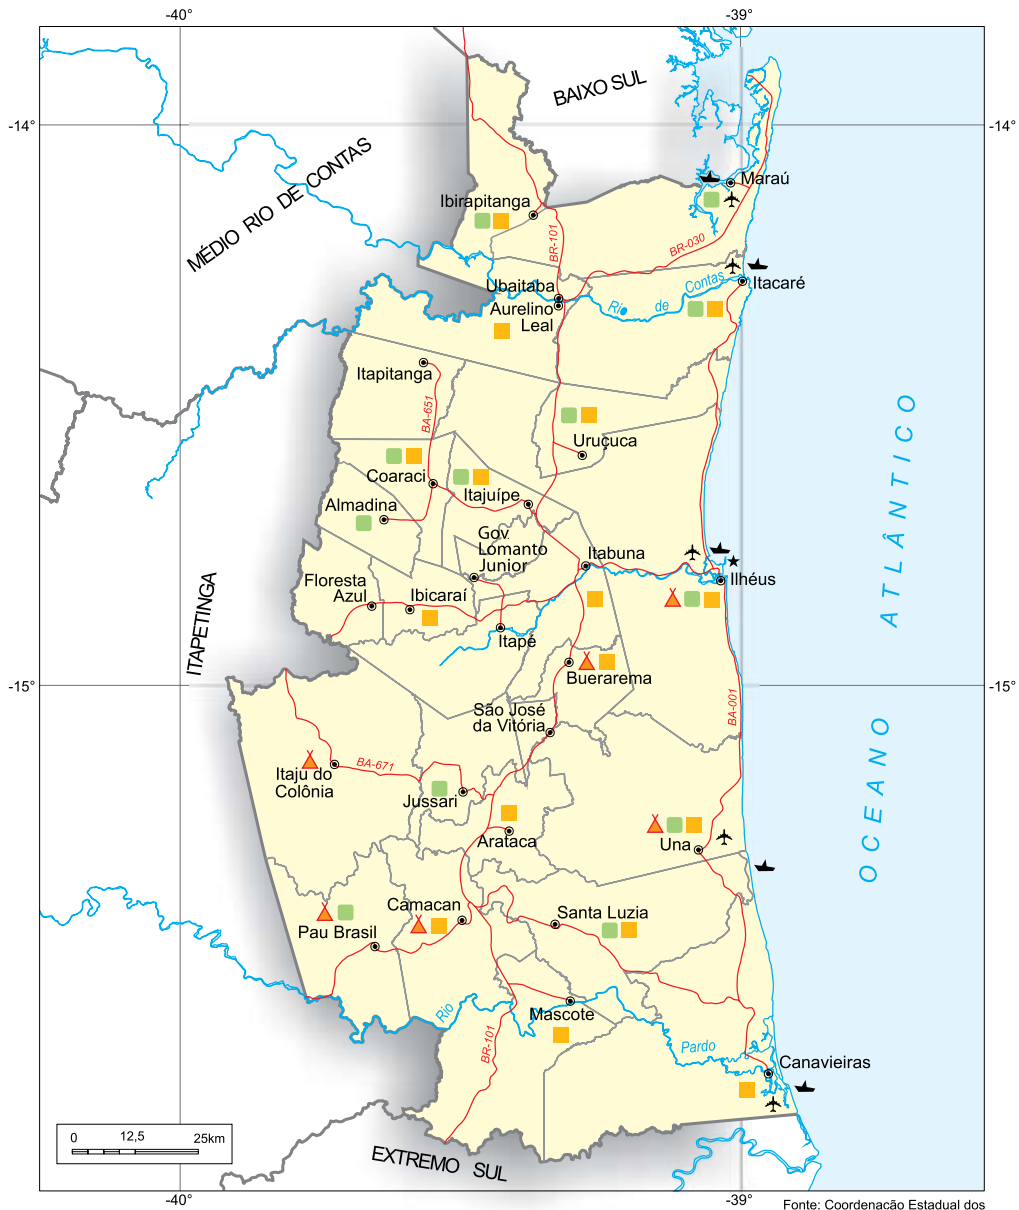 -40°
-39°
BAIXO SUL
-14°
-14°
MÉDIO RIO DE CONTAS
Maraú
Ibirapitanga
BR-101
BR-030
Itacaré
Ubaitaba
Rio de Contas
Aurelino
Leal
Itapitanga
BA-651
Uruçuca
Coaraci
Itajuípe
Almadina
Gov
Lomanto
Junior
Itabuna
Ilhéus
Floresta
Azul
Ibicaraí
Itapé
ITAPETINGA
OCEANO ATLÂNTICO
Buerarema
-15°
-15°
São José
da Vitória
BA-001
BA-671
Itaju do
Colônia
Jussari
Arataca
Una
Camacan
Santa Luzia
Pau Brasil
Rio
Mascote
BR-101
Pardo
Canavieiras
0 12,5 25km
EXTREMO SUL
-40°
-39°
Fonte: Coordenacão Estadual dos